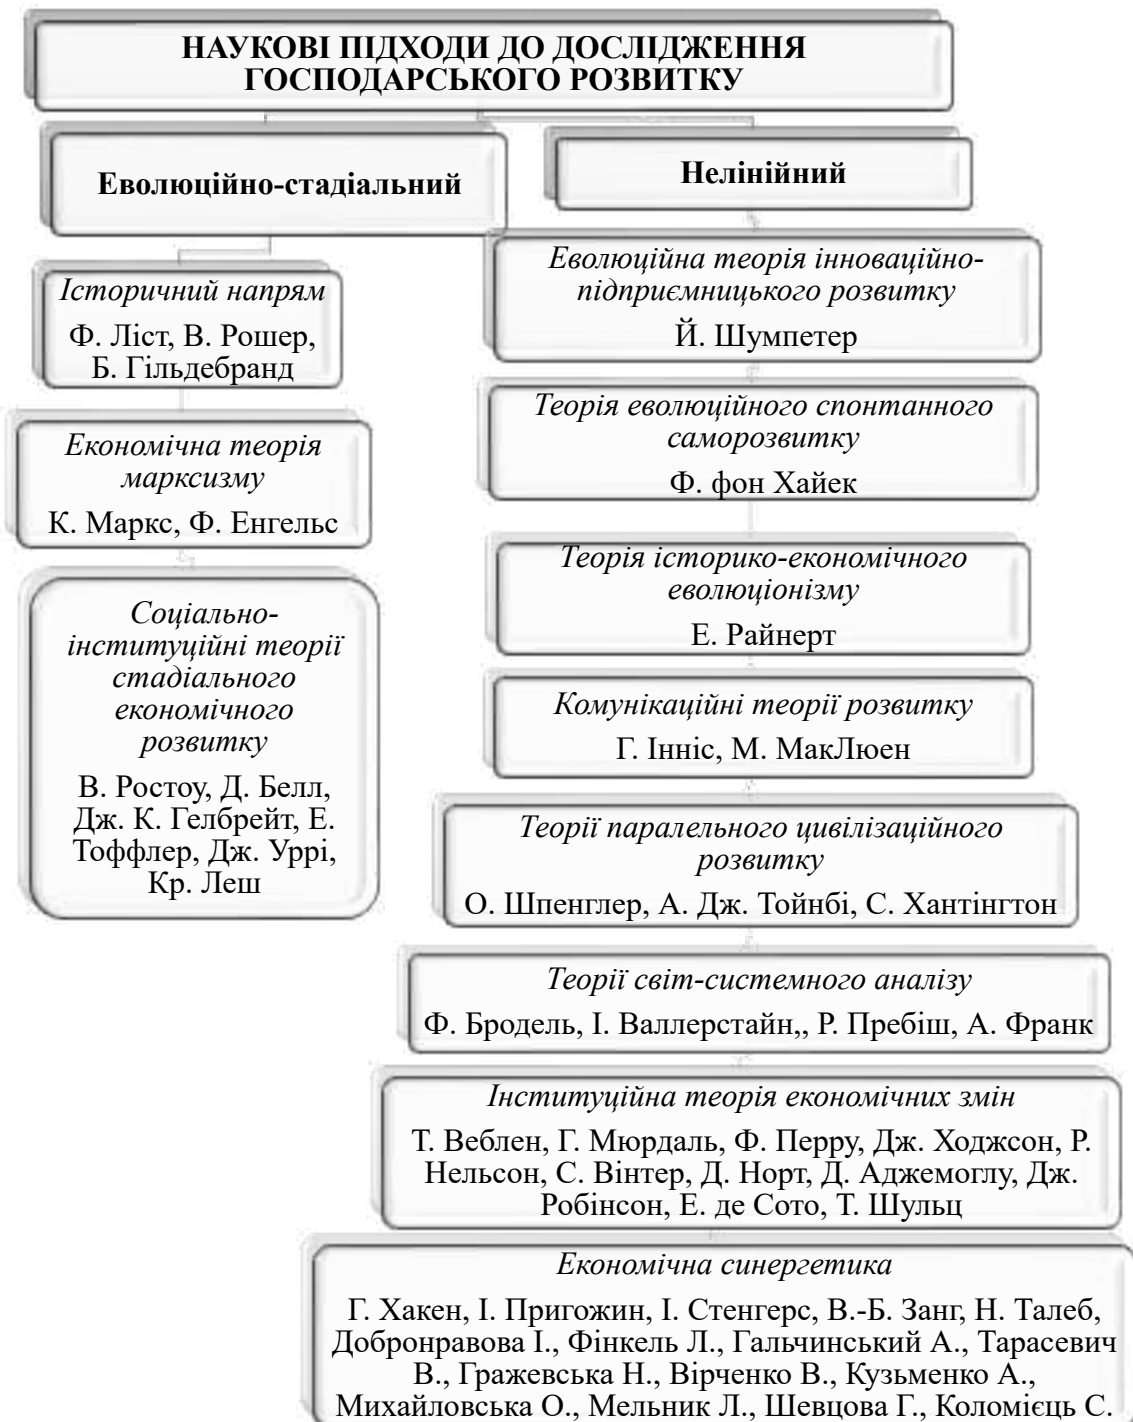 НАУКОВІ ПІДХОДИ ДО ДОСЛІДЖЕННЯ
ГОСПОДАРСЬКОГО РОЗВИТКУ
Еволюційно-стадіальний
Історичний напрям
Ф. Ліст, В. Рошер,
Б. Гільдебранд
Економічна теорія
марксизму
К. Маркс, Ф. Енгельс
Соціально-
інституційні теорії
стадіального
економічного
розвитку
В. Ростоу, Д. Белл,
Дж. К. Гелбрейт, Е.
Тоффлер, Дж. Уррі,
Кр. Леш
Нелінійний
Еволюційна теорія інноваційно-
підприємницького розвитку
Й. Шумпетер
Теорія еволюційного спонтанного
саморозвитку
Ф. фон Хайек
Теорія історико-економічного
еволюціонізму
Е. Райнерт
Комунікаційні теорії розвитку
Г. Інніс, М. МакЛюен
Теорії паралельного цивілізаційного
розвитку
О. Шпенглер, А. Дж. Тойнбі, С. Хантінгтон
Теорії світ-системного аналізу
Ф. Бродель, І. Валлерстайн,, Р. Пребіш, А. Франк
Інституційна теорія економічних змін
Т. Веблен, Г. Мюрдаль, Ф. Перру, Дж. Ходжсон, Р.
Нельсон, С. Вінтер, Д. Норт, Д. Аджемоглу, Дж.
Робінсон, Е. де Сото, Т. Шульц
Економічна синергетика
Г. Хакен, І. Пригожин, І. Стенгерс, В.-Б. Занг, Н. Талеб,
Добронравова І., Фінкель Л., Гальчинський А., Тарасевич
В., Гражевська Н., Вірченко В., Кузьменко А.,
Михайловська О., Мельник Л., Шевцова Г., Коломієць С.